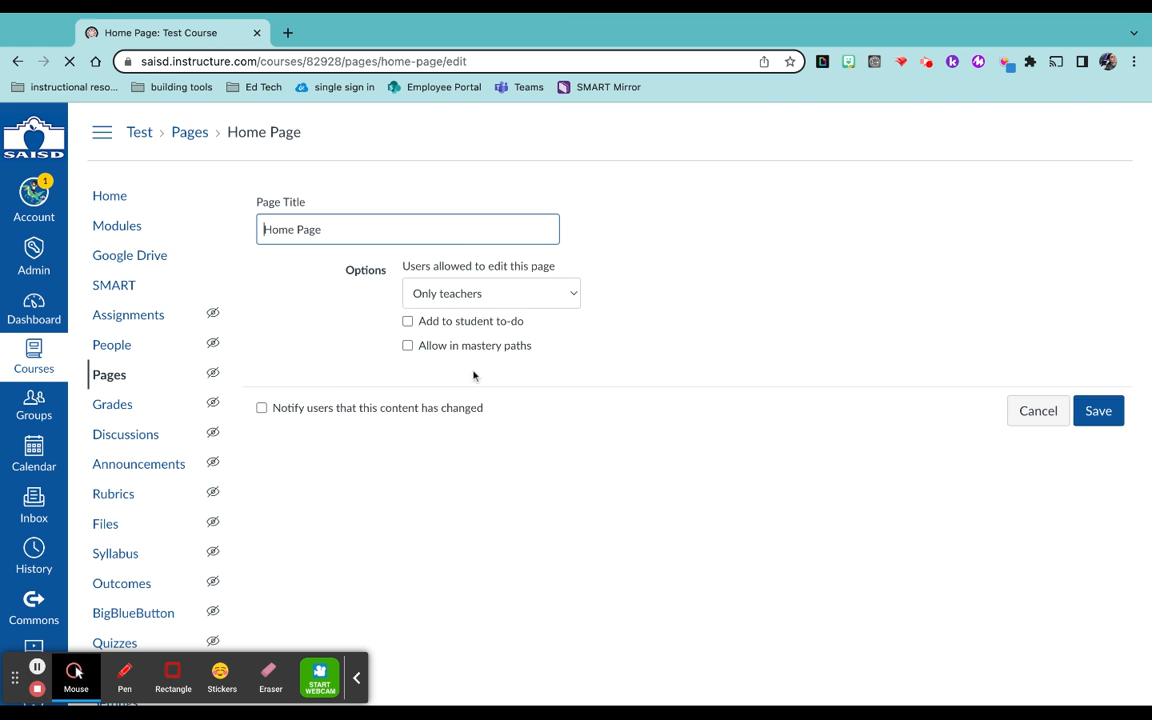 Home Page: Test Course
saisd.instructure.com/courses/82928/pages/home-page/edit
instructional reso... building tools Ed Tech single sign in Employee Portal Teams SMART Mirror
SAISD
Test > Pages > Home Page
1
Account
Admin
Dashboard
Courses
Groups
Calendar
Inbox
History
Commons
Home
Modules
Google Drive
SMART
Assignments
People
Pages
Grades
Discussions
Announcements
Rubrics
Files
Syllabus
Outcomes
BigBlueButton
Quizzes
Page Title
Home Page
Options
Users allowed to edit this page
Only teachers
Add to student to-do
Allow in mastery paths
Notify users that this content has changed
Cancel
Save
Mouse
Pen
Rectangle
Stickers
Eraser
START
WEBCAM